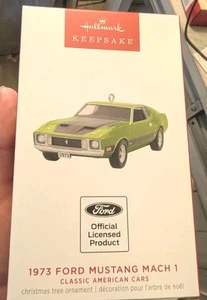 Hallmark
KEEPSAKE
1973
Ford
Official
Licensed
Product
1973 FORD MUSTANG MACH 1
CLASSIC AMERICAN CARS
christmas tree ornament | décoration pour l'arbre de noël